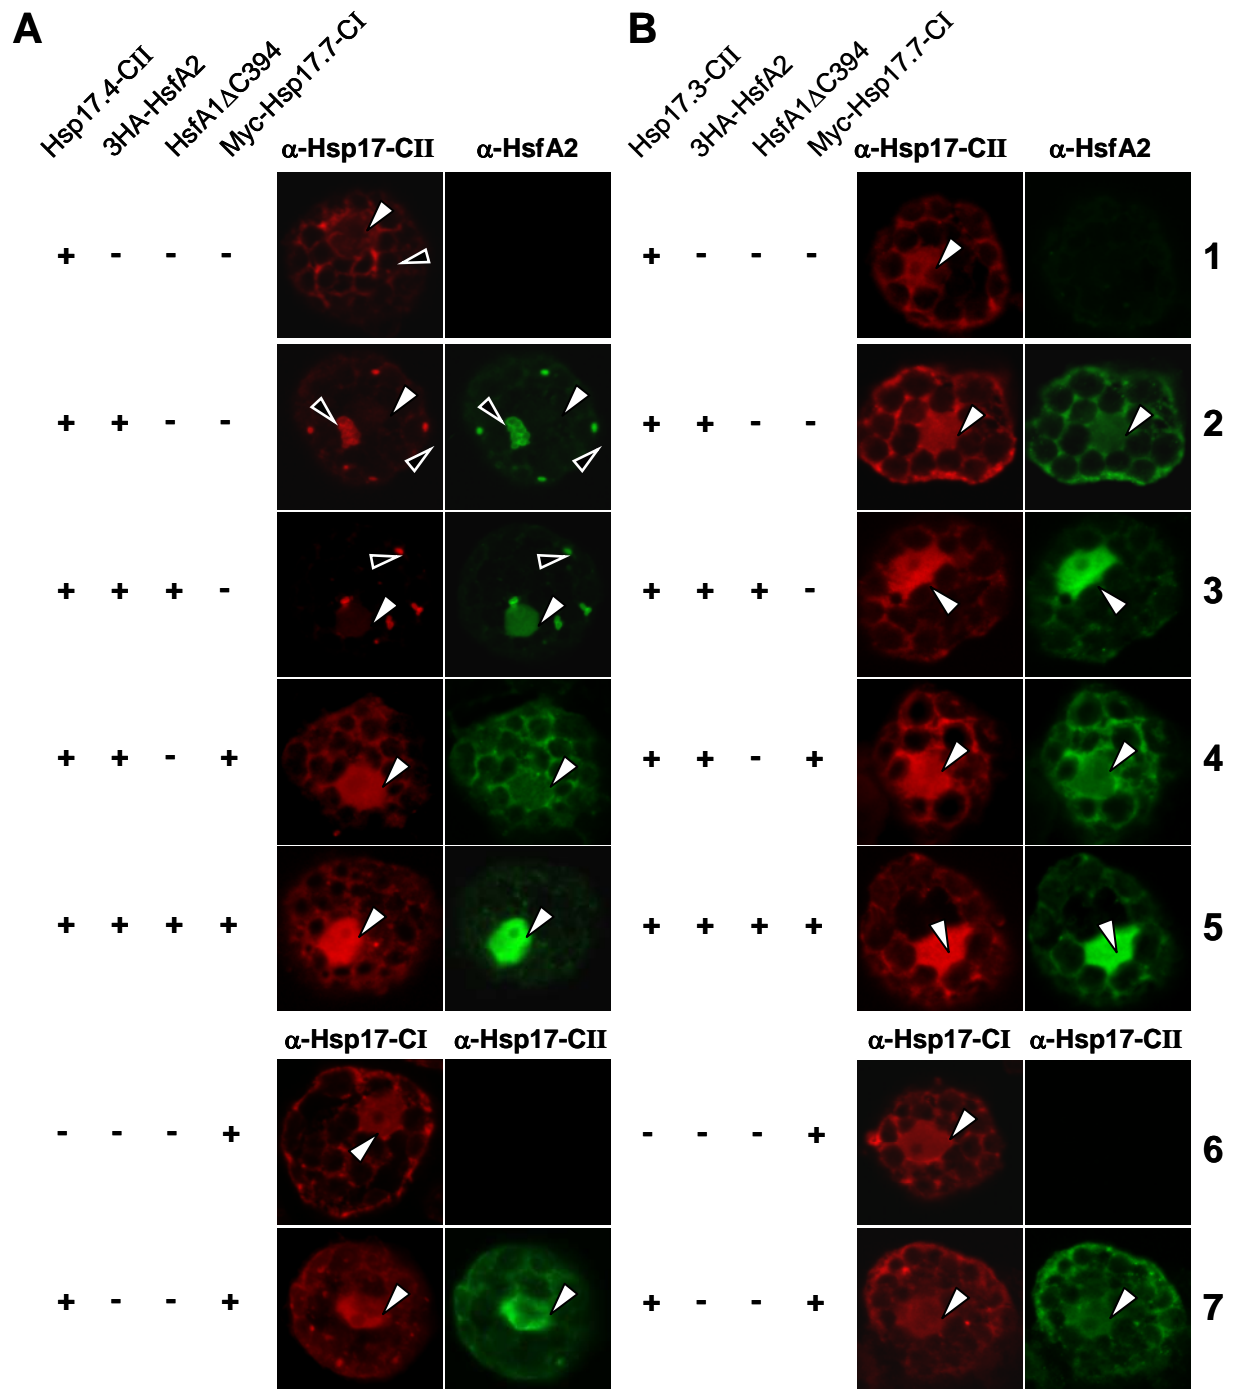 A
Hsp17.4-CII
3HA-HsfA2
HsfA1ΔC394
Myc-Hsp17.7-CI
α-Hsp17-CII α-HsfA2
B
Hsp17.3-CII
3HA-HsfA2
HsfA1ΔC394
Myc-Hsp17.7-CI
α-Hsp17-CII α-HsfA2
+ - - - + - - - 1
+ + - - + + - - 2
+ + + - + + + - 3
+ + - + + + - + 4
+ + + + + + + + 5
α-Hsp17-CI α-Hsp17-CII α-Hsp17-CI α-Hsp17-CII
- - - + - - - + 6
+ - - + + - - + 7